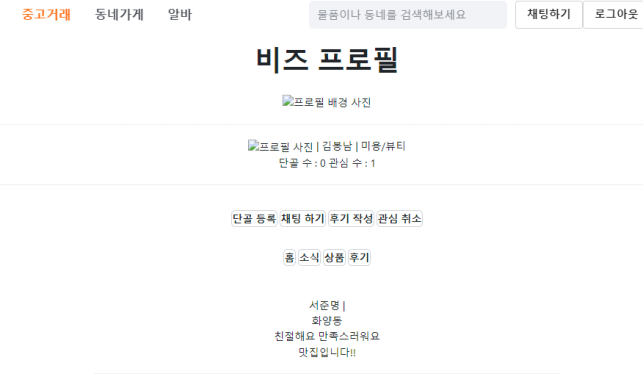 중고거래 동네가게 알바 물품이나 동네를 검색해보세요 채팅하기 로그아웃
비즈 프로필
프로필 배경 사진
프로필 사진 | 김봉남 | 미용/뷰티
단골 수 : 0 관심 수 : 1
단골 등록 채팅 하기 후기 작성 관심 취소
홈 소식 상품 후기
서준명 |
화양동
친절해요 만족스러워요
맛집입니다!!